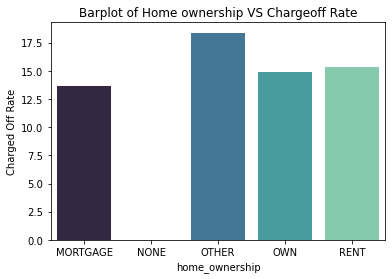 Barplot of Home ownership VS Chargeoff Rate
Charged Off Rate
17.5
15.0
12.5
10.0
7.5
5.0
2.5
0.0
MORTGAGE NONE OTHER OWN RENT
home_ownership